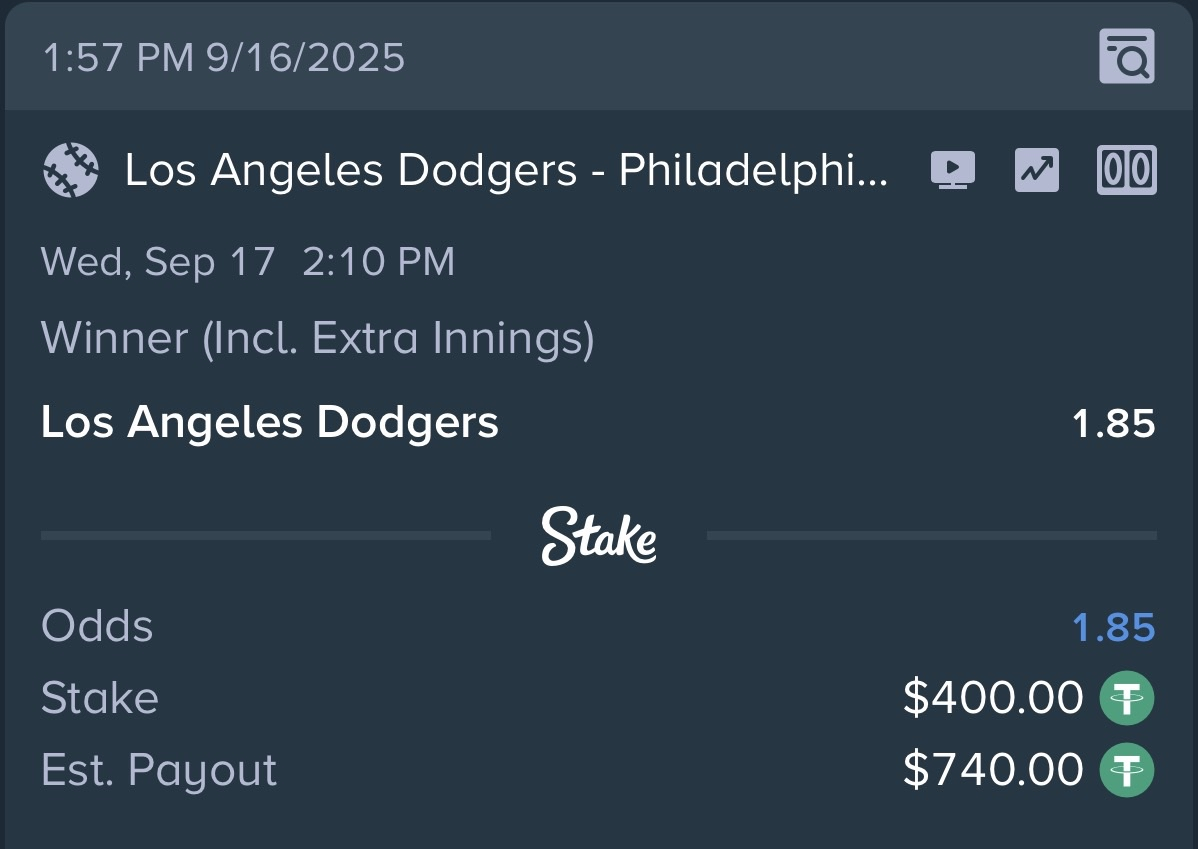 1:57 PM 9/16/2025
Los Angeles Dodgers - Philadelphi...
Wed, Sep 17 2:10 PM
Winner (Incl. Extra Innings)
Los Angeles Dodgers 1.85
Stake
Odds 1.85
Stake $400.00
Est. Payout $740.00